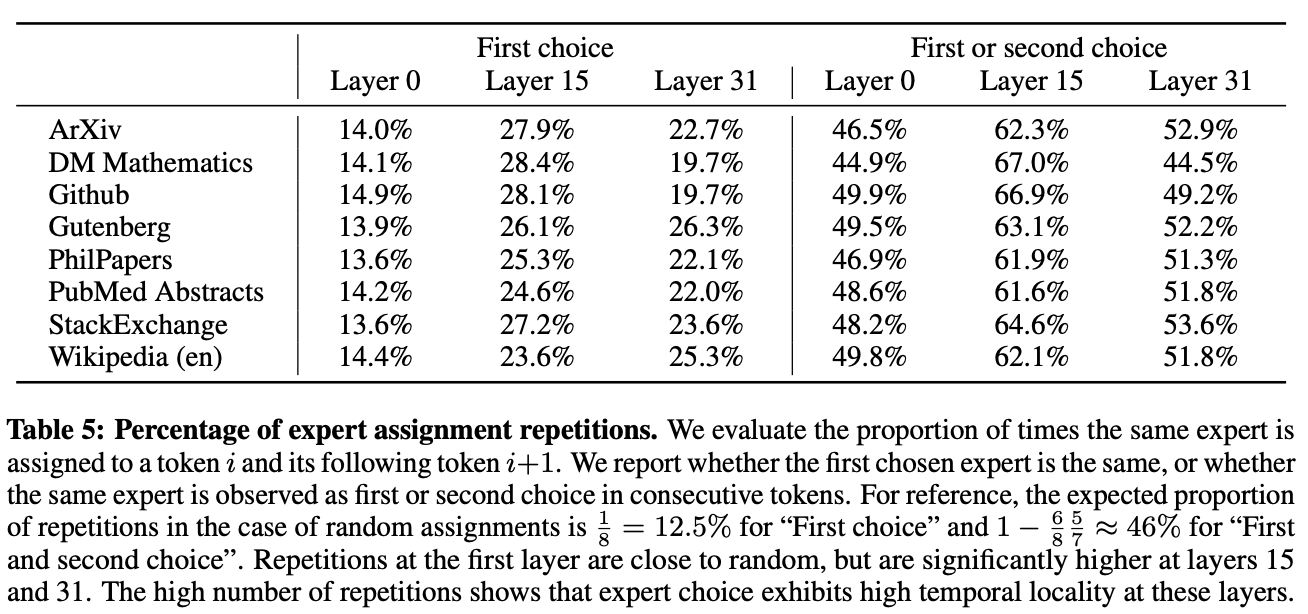 First choice First or second choice
Layer 0 Layer 15 Layer 31 Layer 0 Layer 15 Layer 31
ArXiv 14.0% 27.9% 22.7% 46.5% 62.3% 52.9%
DM Mathematics 14.1% 28.4% 19.7% 44.9% 67.0% 44.5%
Github 14.9% 28.1% 19.7% 49.9% 66.9% 49.2%
Gutenberg 13.9% 26.1% 26.3% 49.5% 63.1% 52.2%
PhilPapers 13.6% 25.3% 22.1% 46.9% 61.9% 51.3%
PubMed Abstracts 14.2% 24.6% 22.0% 48.6% 61.6% 51.8%
StackExchange 13.6% 27.2% 23.6% 48.2% 64.6% 53.6%
Wikipedia (en) 14.4% 23.6% 25.3% 49.8% 62.1% 51.8%
Table 5: Percentage of expert assignment repetitions. We evaluate the proportion of times the same expert is
assigned to a token i and its following token i+1. We report whether the first chosen expert is the same, or whether
the same expert is observed as first or second choice in consecutive tokens. For reference, the expected proportion
of repetitions in the case of random assignments is 1/8 = 12.5% for “First choice” and 1 − 6/8 5/7 ≈ 46% for “First
and second choice”. Repetitions at the first layer are close to random, but are significantly higher at layers 15
and 31. The high number of repetitions shows that expert choice exhibits high temporal locality at these layers.